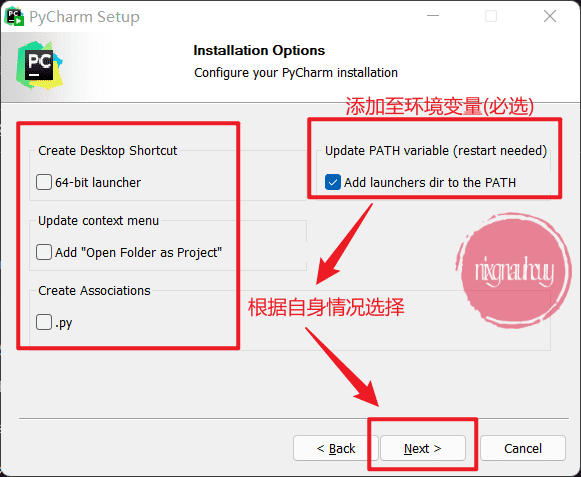 PyCharm Setup
PC
Installation Options
Configure your PyCharm installation
添加至环境变量(必选)
Create Desktop Shortcut
64-bit launcher
Update PATH variable (restart needed)
Add launchers dir to the PATH
Update context menu
Add "Open Folder as Project"
Create Associations
.py
根据自身情况选择
nixgnauhcuy
< Back
Next >
Cancel